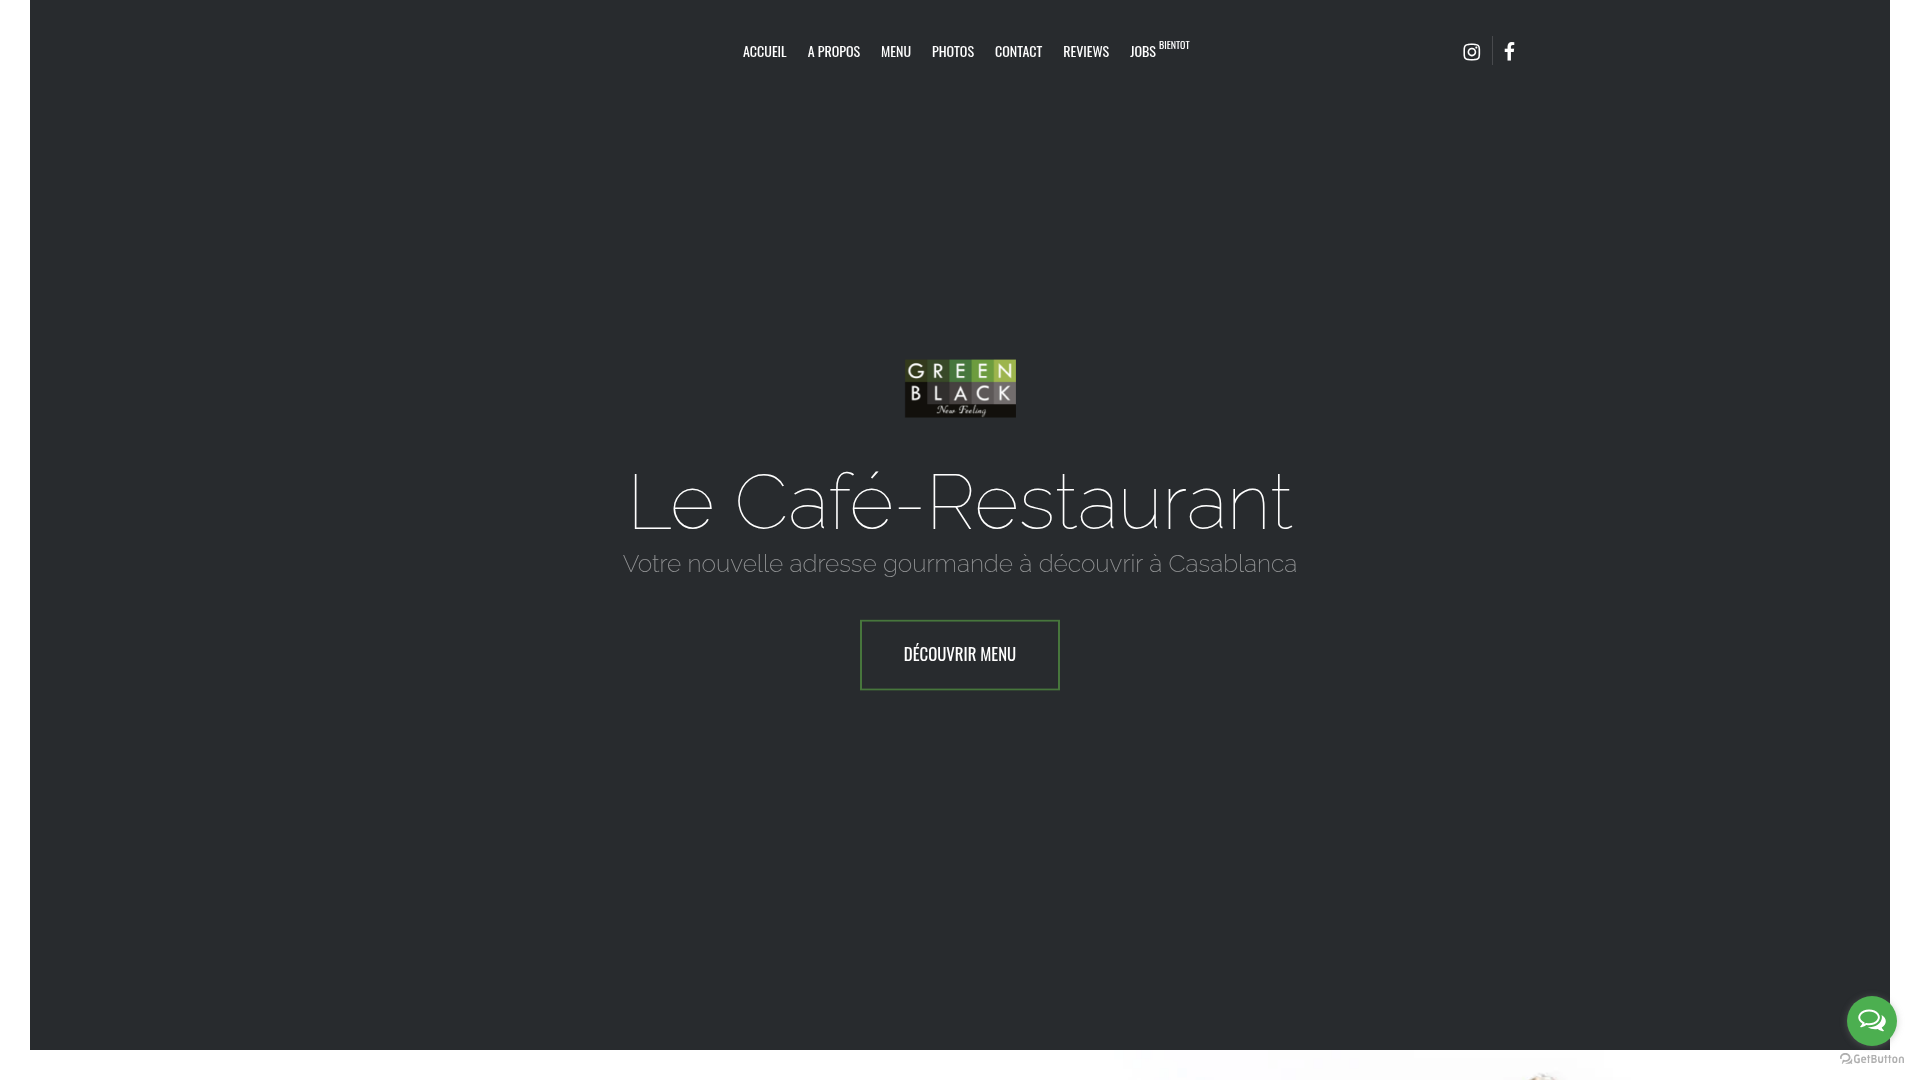 ACCUEIL A PROPOS MENU PHOTOS CONTACT REVIEWS JOBS BIENTOT
GREEN
BLACK
New Feeling
Le Café-Restaurant
Votre nouvelle adresse gourmande à découvrir à Casablanca
DÉCOUVRIR MENU
GetButton